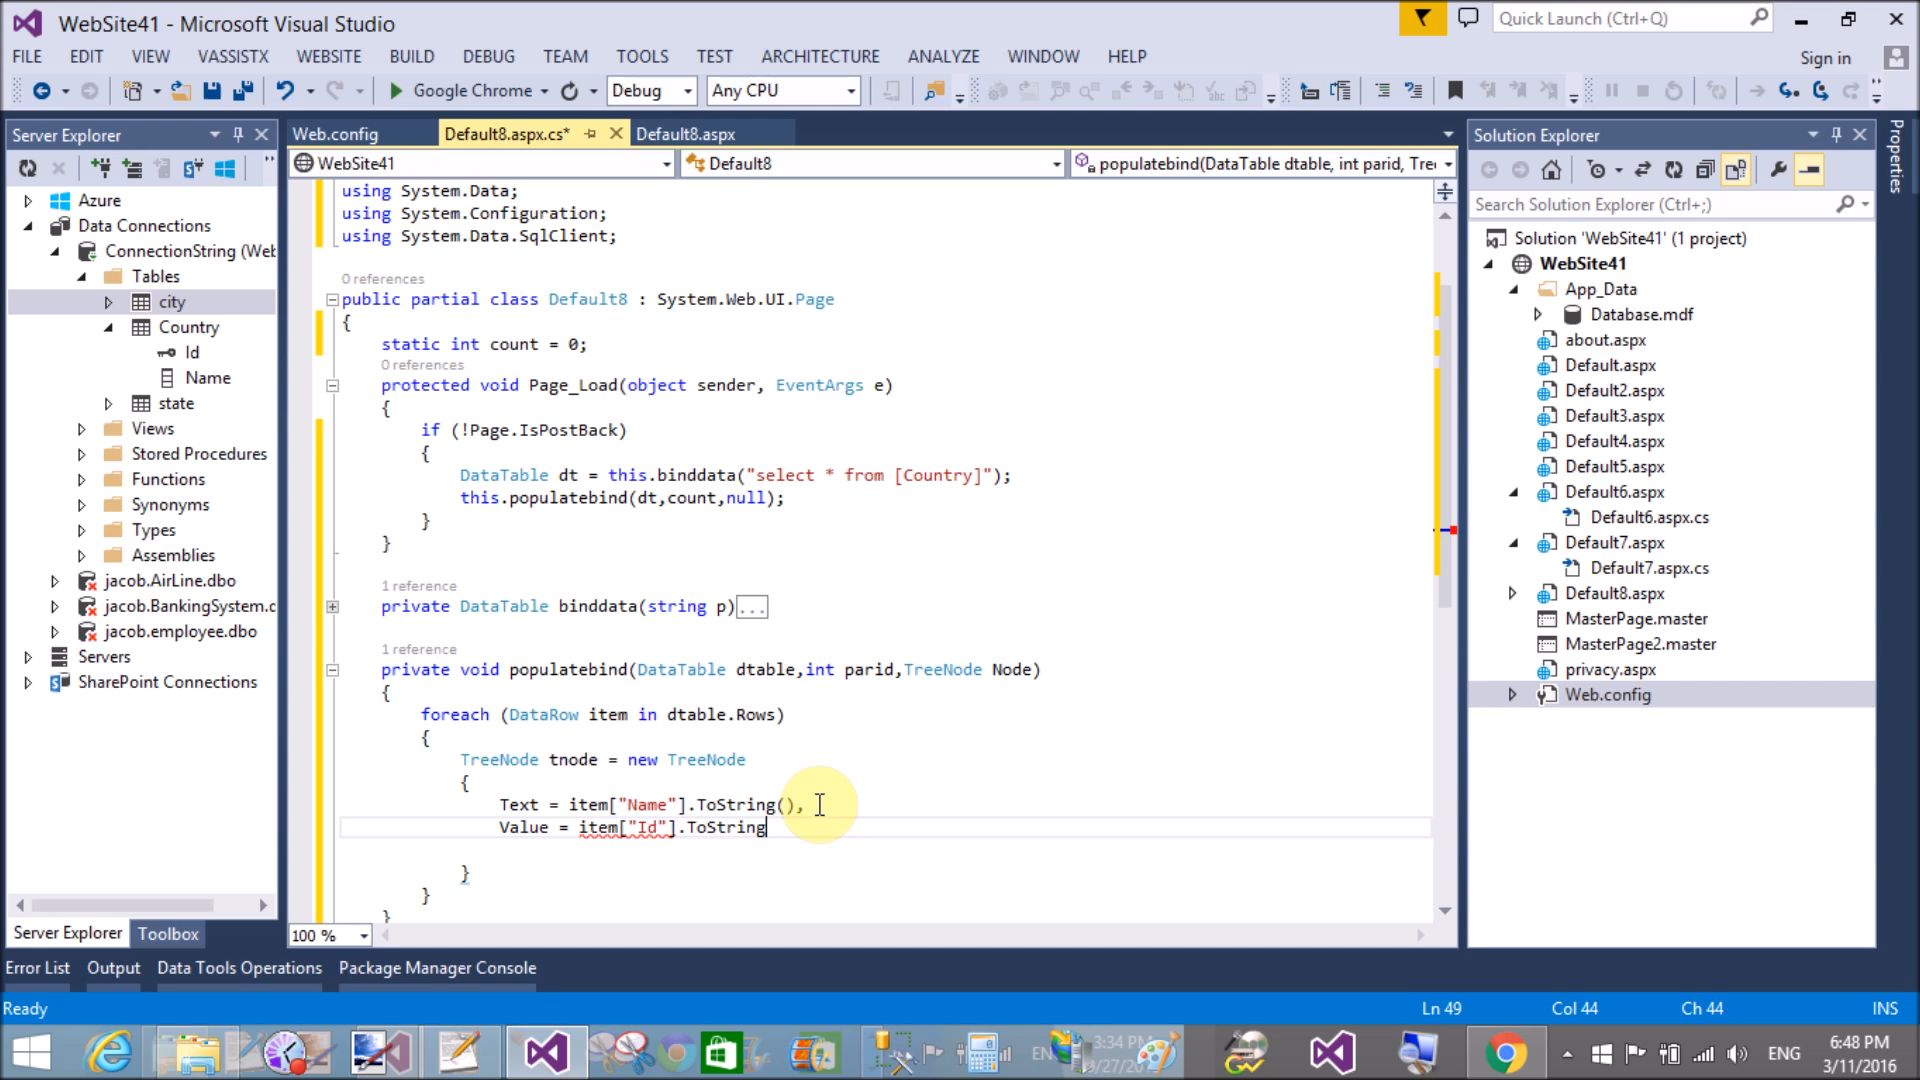 WebSite41 - Microsoft Visual Studio
Quick Launch (Ctrl+Q)
FILE EDIT VIEW VASSISTX WEBSITE BUILD DEBUG TEAM TOOLS TEST ARCHITECTURE ANALYZE WINDOW HELP
Sign in
Google Chrome Debug Any CPU
Server Explorer
Azure
Data Connections
ConnectionString (Web
Tables
city
Country
Id
Name
state
Views
Stored Procedures
Functions
Synonyms
Types
Assemblies
jacob.AirLine.dbo
jacob.BankingSystem.c
jacob.employee.dbo
Servers
SharePoint Connections
Server Explorer Toolbox
Web.config Default8.aspx.cs* Default8.aspx
WebSite41 Default8 populatebind(DataTable dtable, int parid, Tree
using System.Data;
using System.Configuration;
using System.Data.SqlClient;
0 references
public partial class Default8 : System.Web.UI.Page
{
static int count = 0;
0 references
protected void Page_Load(object sender, EventArgs e)
{
if (!Page.IsPostBack)
{
DataTable dt = this.binddata("select * from [Country]");
this.populatebind(dt,count,null);
}
}
1 reference
private DataTable binddata(string p)...
1 reference
private void populatebind(DataTable dtable,int parid,TreeNode Node)
{
foreach (DataRow item in dtable.Rows)
{
TreeNode tnode = new TreeNode
{
Text = item["Name"].ToString(),
Value = item["Id"].ToString
}
}
}
100 %
Solution Explorer
Search Solution Explorer (Ctrl+;)
Solution 'WebSite41' (1 project)
WebSite41
App_Data
Database.mdf
about.aspx
Default.aspx
Default2.aspx
Default3.aspx
Default4.aspx
Default5.aspx
Default6.aspx
Default6.aspx.cs
Default7.aspx
Default7.aspx.cs
Default8.aspx
MasterPage.master
MasterPage2.master
privacy.aspx
Web.config
Properties
Error List Output Data Tools Operations Package Manager Console
Ready Ln 49 Col 44 Ch 44 INS
EN 3:34 PM
ENG 6:48 PM
3/11/2016